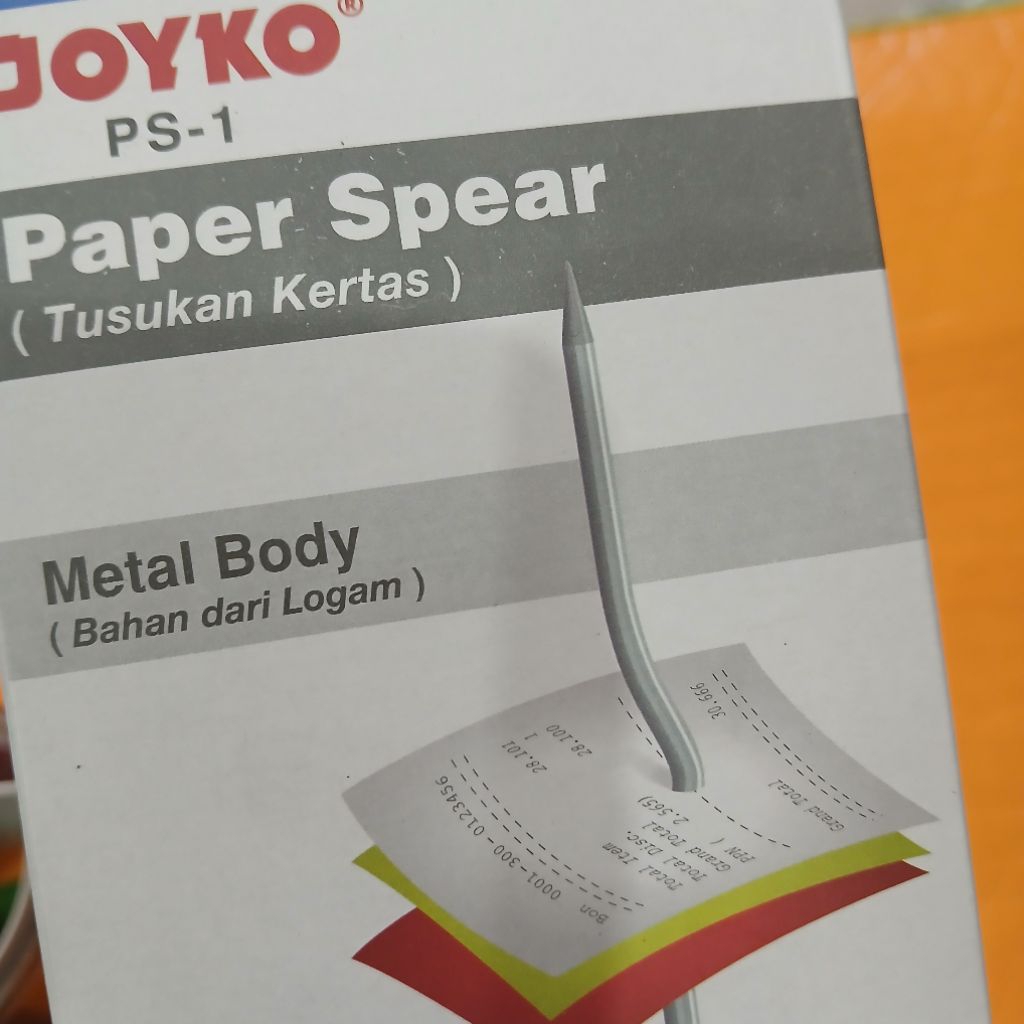 JOYKO®
PS-1
Paper Spear
( Tusukan Kertas )
Metal Body
( Bahan dari Logam )
Bon
0001-300-0123456
28.101
1
28.100
Total Item
Total Disc.
Grand Total
PPN ( 2.565)
Grand Total
30.666